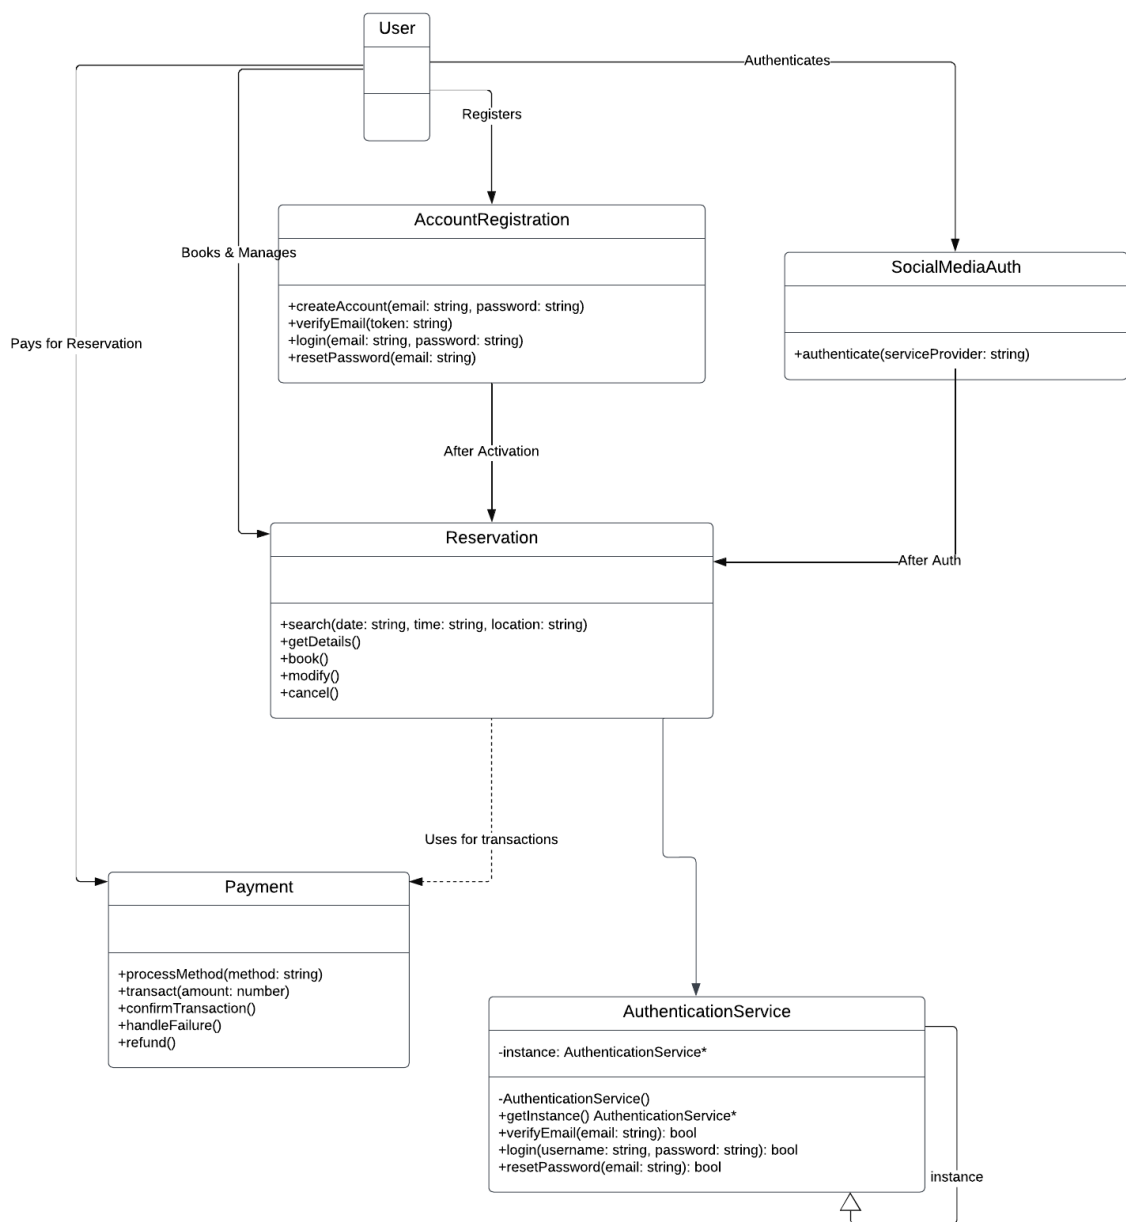 User
Authenticates
Registers
AccountRegistration
+createAccount(email: string, password: string)
+verifyEmail(token: string)
+login(email: string, password: string)
+resetPassword(email: string)
Books & Manages
SocialMediaAuth
+authenticate(serviceProvider: string)
Pays for Reservation
After Activation
Reservation
+search(date: string, time: string, location: string)
+getDetails()
+book()
+modify()
+cancel()
After Auth
Uses for transactions
Payment
+processMethod(method: string)
+transact(amount: number)
+confirmTransaction()
+handleFailure()
+refund()
AuthenticationService
-instance: AuthenticationService*
-AuthenticationService()
+getInstance() AuthenticationService*
+verifyEmail(email: string): bool
+login(username: string, password: string): bool
+resetPassword(email: string): bool
instance